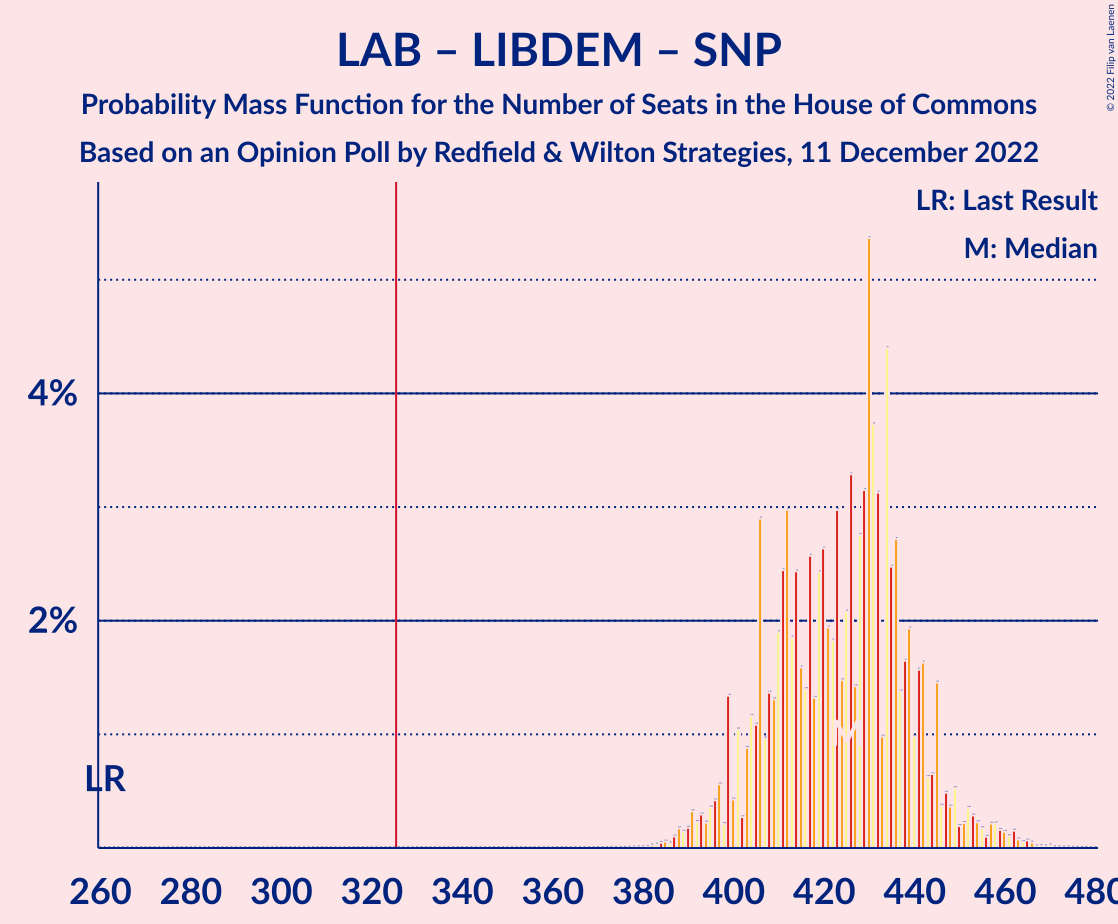 LAB – LIBDEM – SNP
Probability Mass Function for the Number of Seats in the House of Commons
Based on an Opinion Poll by Redfield & Wilton Strategies, 11 December 2022
© 2022 Filip van Laenen
LR: Last Result
M: Median
4%
2%
M
LR
260 280 300 320 340 360 380 400 420 440 460 480